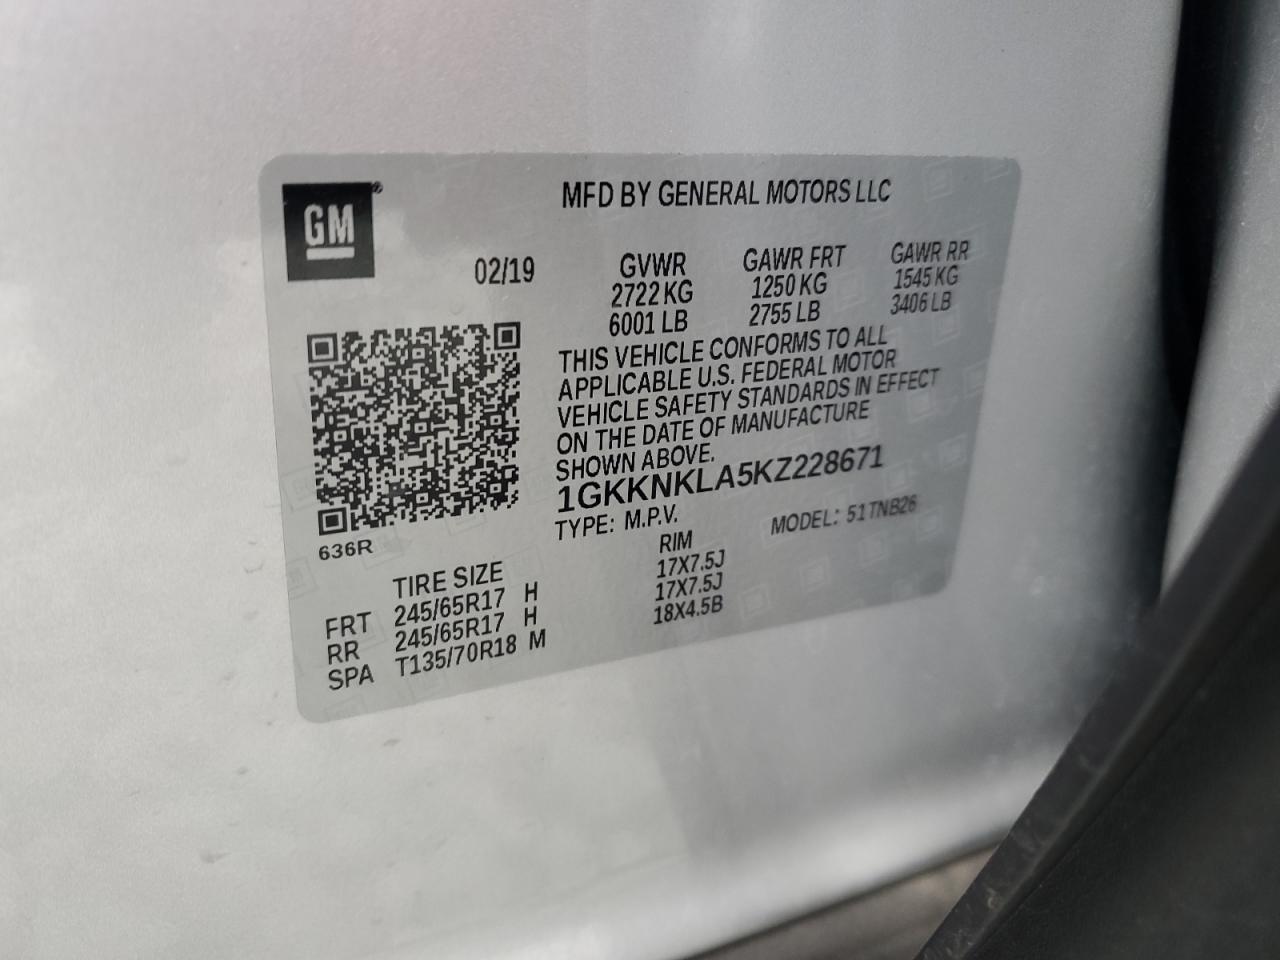 GM®
MFD BY GENERAL MOTORS LLC
02/19
GVWR GAWR FRT GAWR RR
2722 KG 1250 KG 1545 KG
6001 LB 2755 LB 3406 LB
THIS VEHICLE CONFORMS TO ALL
APPLICABLE U.S. FEDERAL MOTOR
VEHICLE SAFETY STANDARDS IN EFFECT
ON THE DATE OF MANUFACTURE
SHOWN ABOVE.
1GKKNKLA5KZ228671
TYPE: M.P.V. MODEL: 51TNB26
636R
TIRE SIZE RIM
FRT 245/65R17 H 17X7.5J
RR 245/65R17 H 17X7.5J
SPA T135/70R18 M 18X4.5B